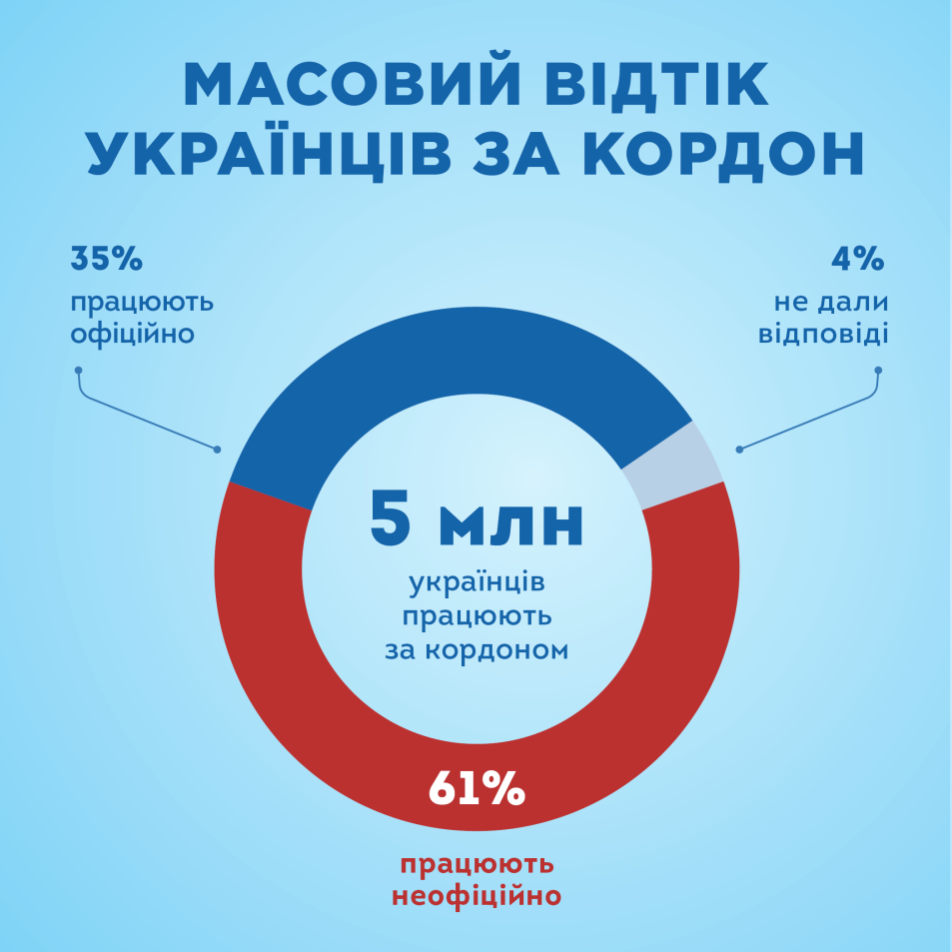 МАСОВИЙ ВІДТІК
УКРАЇНЦІВ ЗА КОРДОН
35%
працюють
офіційно
4%
не дали
відповіді
5 млн
українців
працюють
за кордоном
61%
працюють
неофіційно